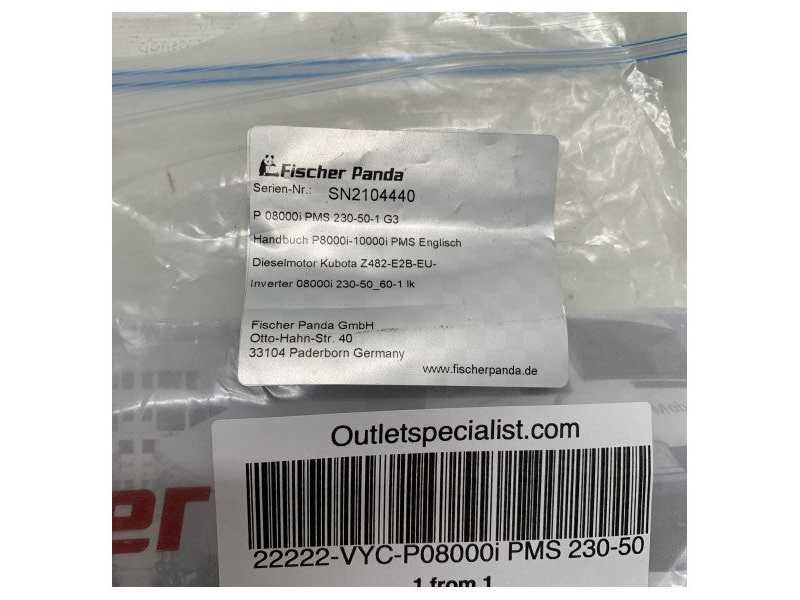 Fischer Panda
Serien-Nr.: SN2104440
P 08000i PMS 230-50-1 G3
Handbuch P8000i-10000i PMS Englisch
Dieselmotor Kubota Z482-E2B-EU-
Inverter 08000i 230-50_60-1 Ik
Fischer Panda GmbH
Otto-Hahn-Str. 40
33104 Paderborn Germany
www.fischerpanda.de
Outletspecialist.com
er
22222-VYC-P08000i PMS 230-50
1 from 1